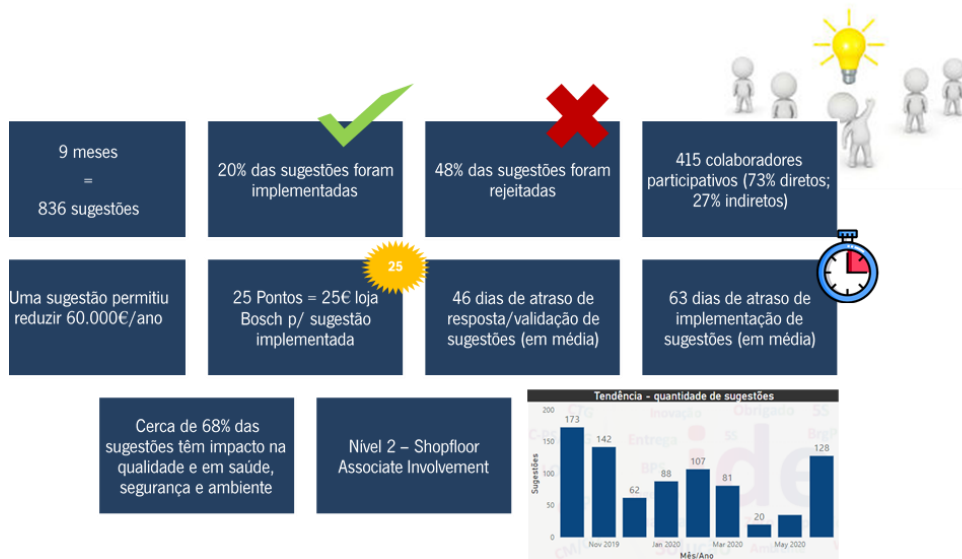 9 meses
=
836 sugestões
20% das sugestões foram
implementadas
48% das sugestões foram
rejeitadas
415 colaboradores
participativos (73% diretos;
27% indiretos)
Uma sugestão permitiu
reduzir 60.000€/ano
25
25 Pontos = 25€ loja
Bosch p/ sugestão
implementada
46 dias de atraso de
resposta/validação de
sugestões (em média)
63 dias de atraso de
implementação de
sugestões (em média)
Cerca de 68% das
sugestões têm impacto na
qualidade e em saúde,
segurança e ambiente
Nível 2 – Shopfloor
Associate Involvement
Tendência - quantidade de sugestões
Sugestões
200
150
100
50
0
173
142
62
88
107
81
20
128
Nov 2019
Jan 2020
Mar 2020
May 2020
Mês/Ano
Inovação
Obrigado
SS
Entrega
SS
ide